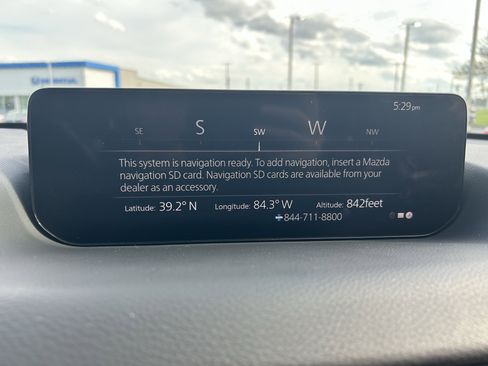 5:29 pm
SE S SW W NW
This system is navigation ready. To add navigation, insert a Mazda
navigation SD card. Navigation SD cards are available from your
dealer as an accessory.
Latitude: 39.2° N Longitude: 84.3° W Altitude: 842feet
844-711-8800